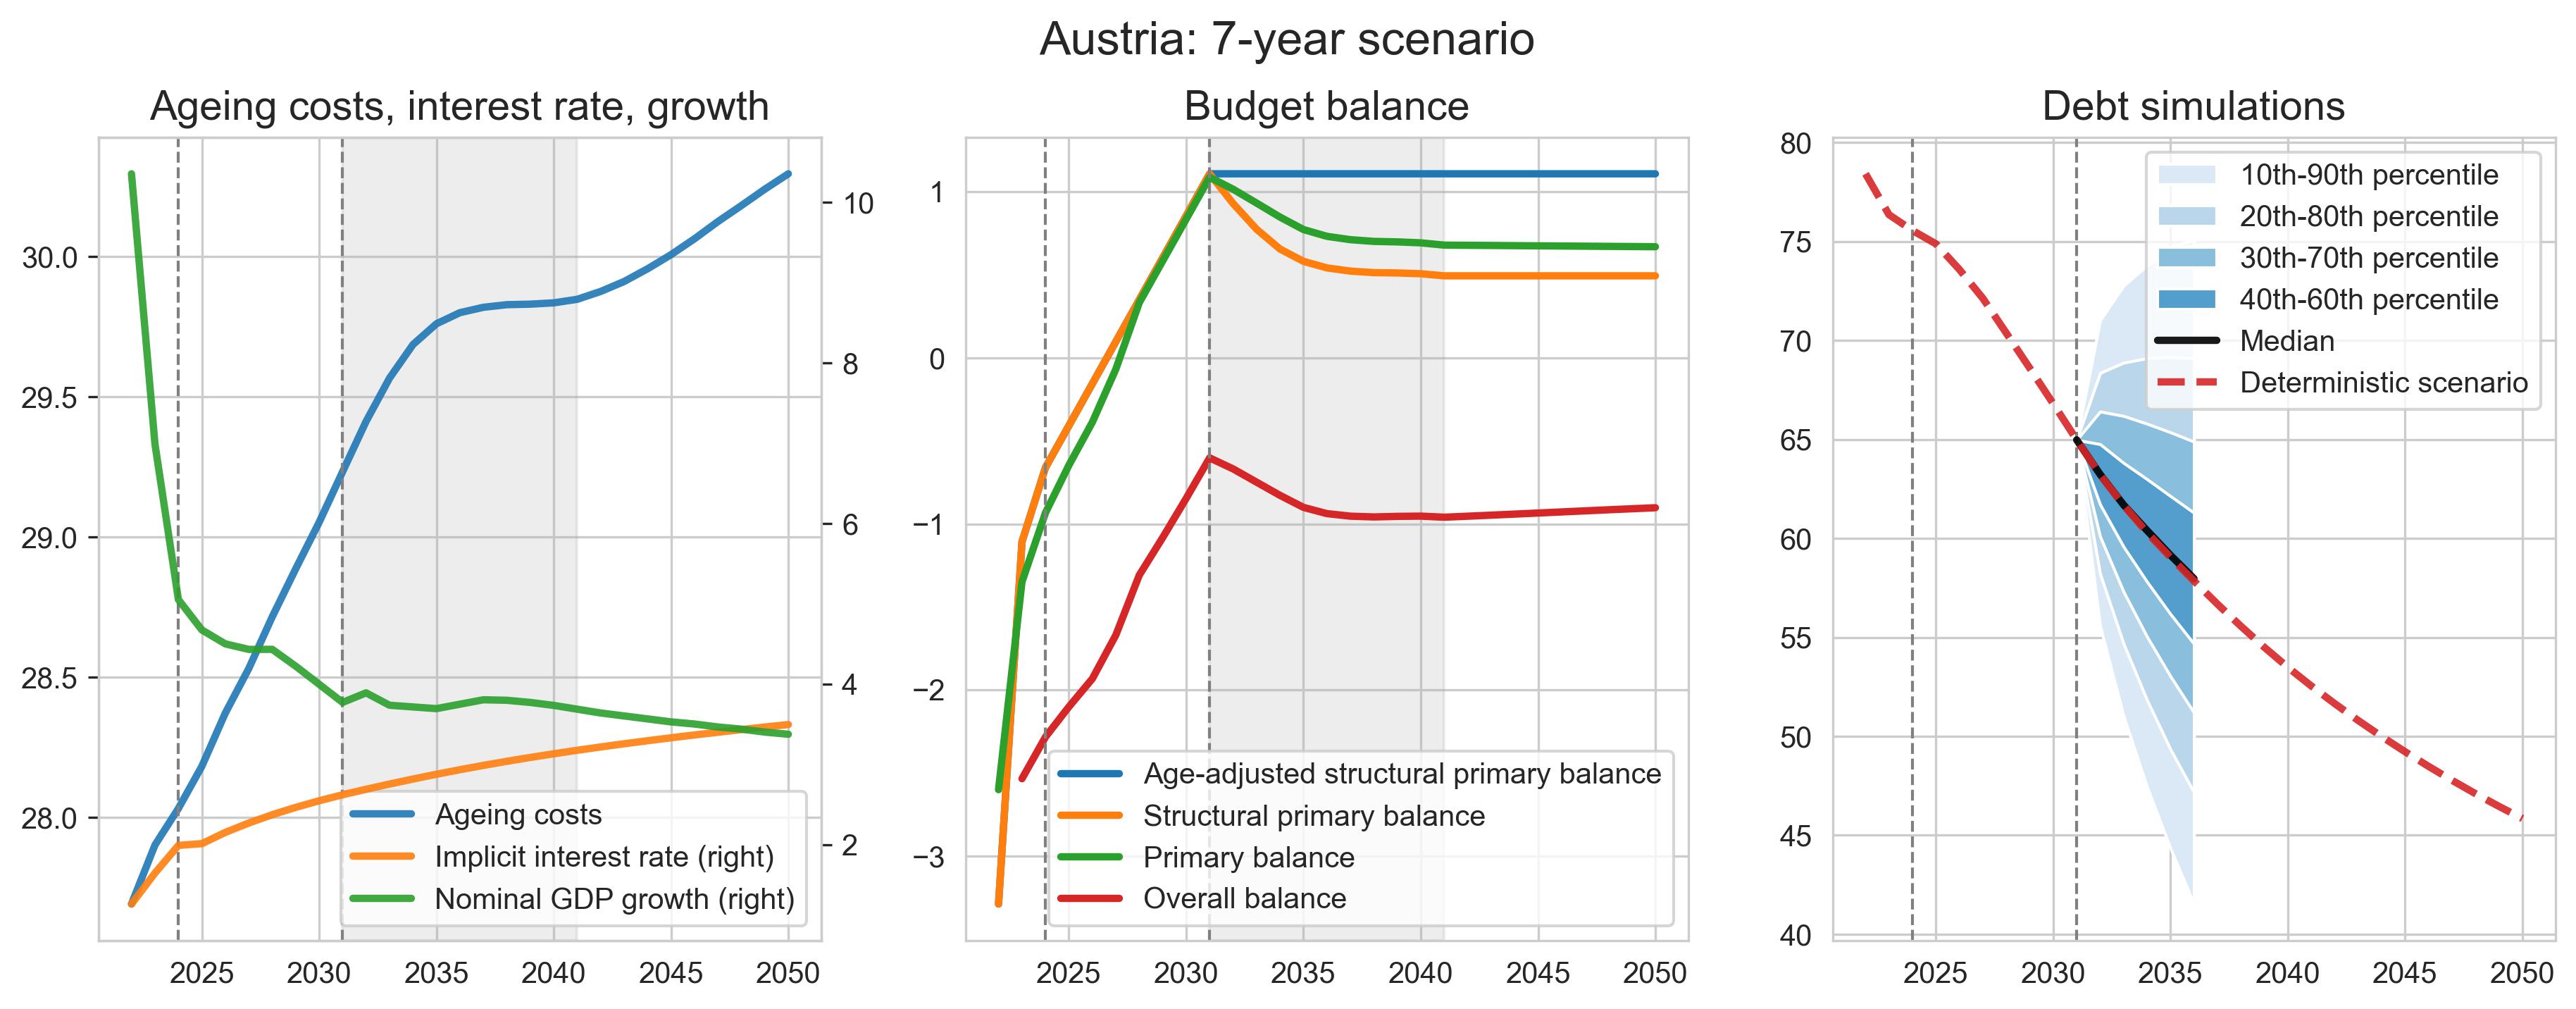 Austria: 7-year scenario
Ageing costs, interest rate, growth
30.0
29.5
29.0
28.5
28.0
10
8
6
4
2
Ageing costs
Implicit interest rate (right)
Nominal GDP growth (right)
2025 2030 2035 2040 2045 2050
Budget balance
1
0
−1
−2
−3
Age-adjusted structural primary balance
Structural primary balance
Primary balance
Overall balance
2025 2030 2035 2040 2045 2050
Debt simulations
80
75
70
65
60
55
50
45
40
10th-90th percentile
20th-80th percentile
30th-70th percentile
40th-60th percentile
Median
Deterministic scenario
2025 2030 2035 2040 2045 2050